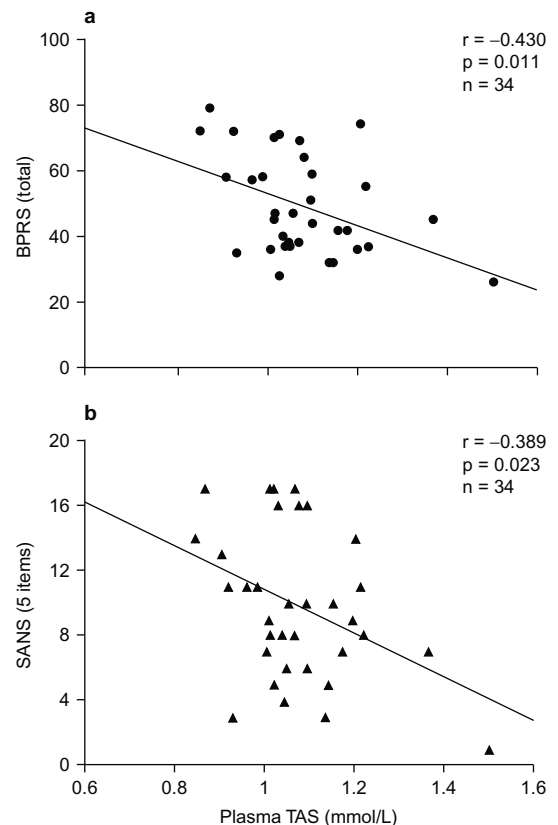 a
r = –0.430
p = 0.011
n = 34
100
80
60
40
20
0
BPRS (total)
b
r = –0.389
p = 0.023
n = 34
20
16
12
8
4
0
SANS (5 items)
0.6 0.8 1 1.2 1.4 1.6
Plasma TAS (mmol/L)